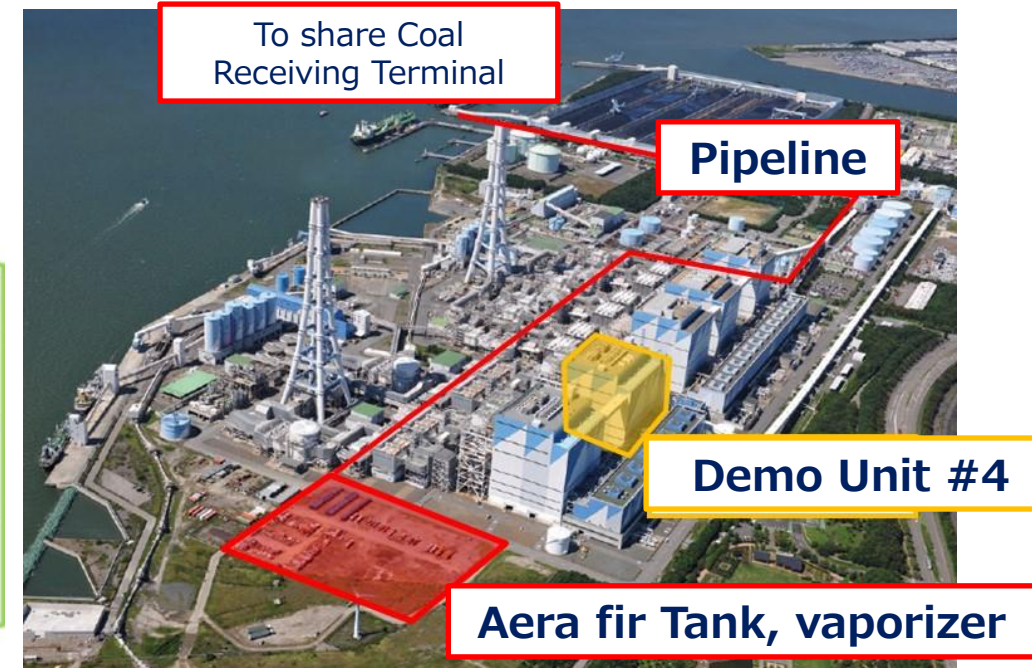 To share Coal
Receiving Terminal
Pipeline
Demo Unit #4
Aera fir Tank, vaporizer